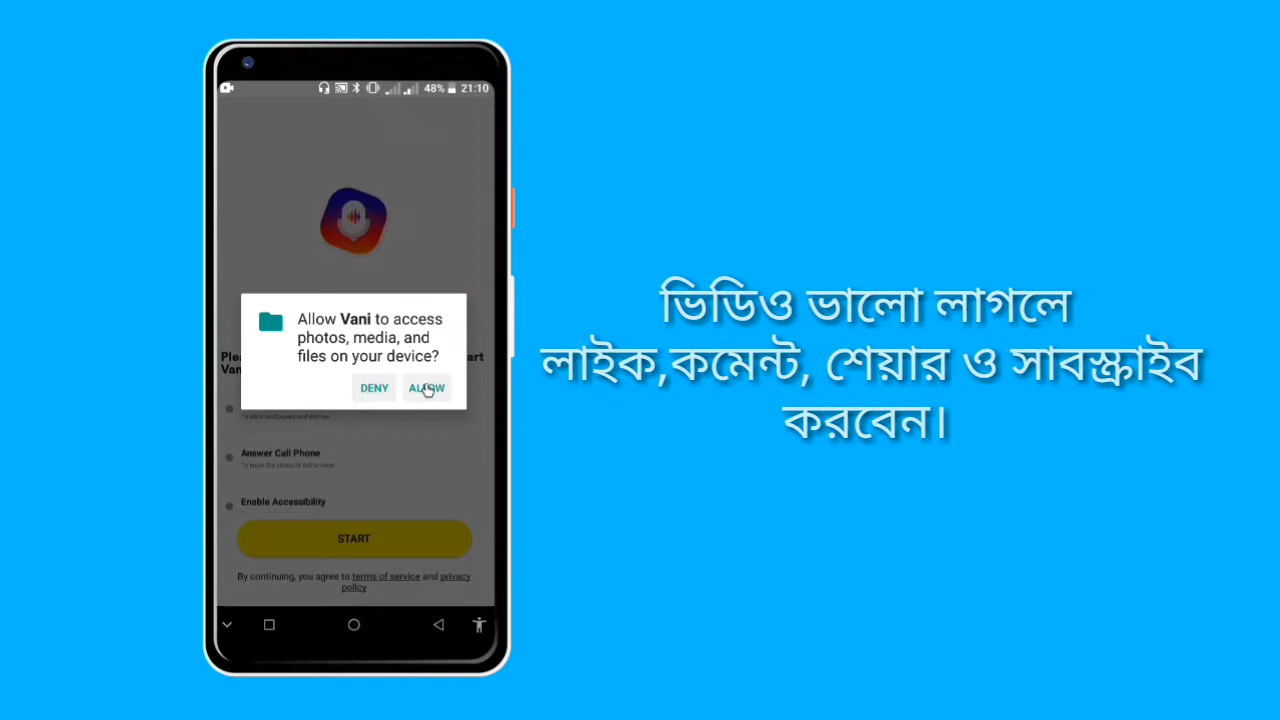 48% 21:10
Allow Vani to access
photos, media, and
files on your device?
DENY ALLOW
Answer Call Phone
Enable Accessibility
START
By continuing, you agree to terms of service and privacy
policy
ভিডিও ভালো লাগলে
লাইক,কমেন্ট, শেয়ার ও সাবস্ক্রাইব
করবেন।